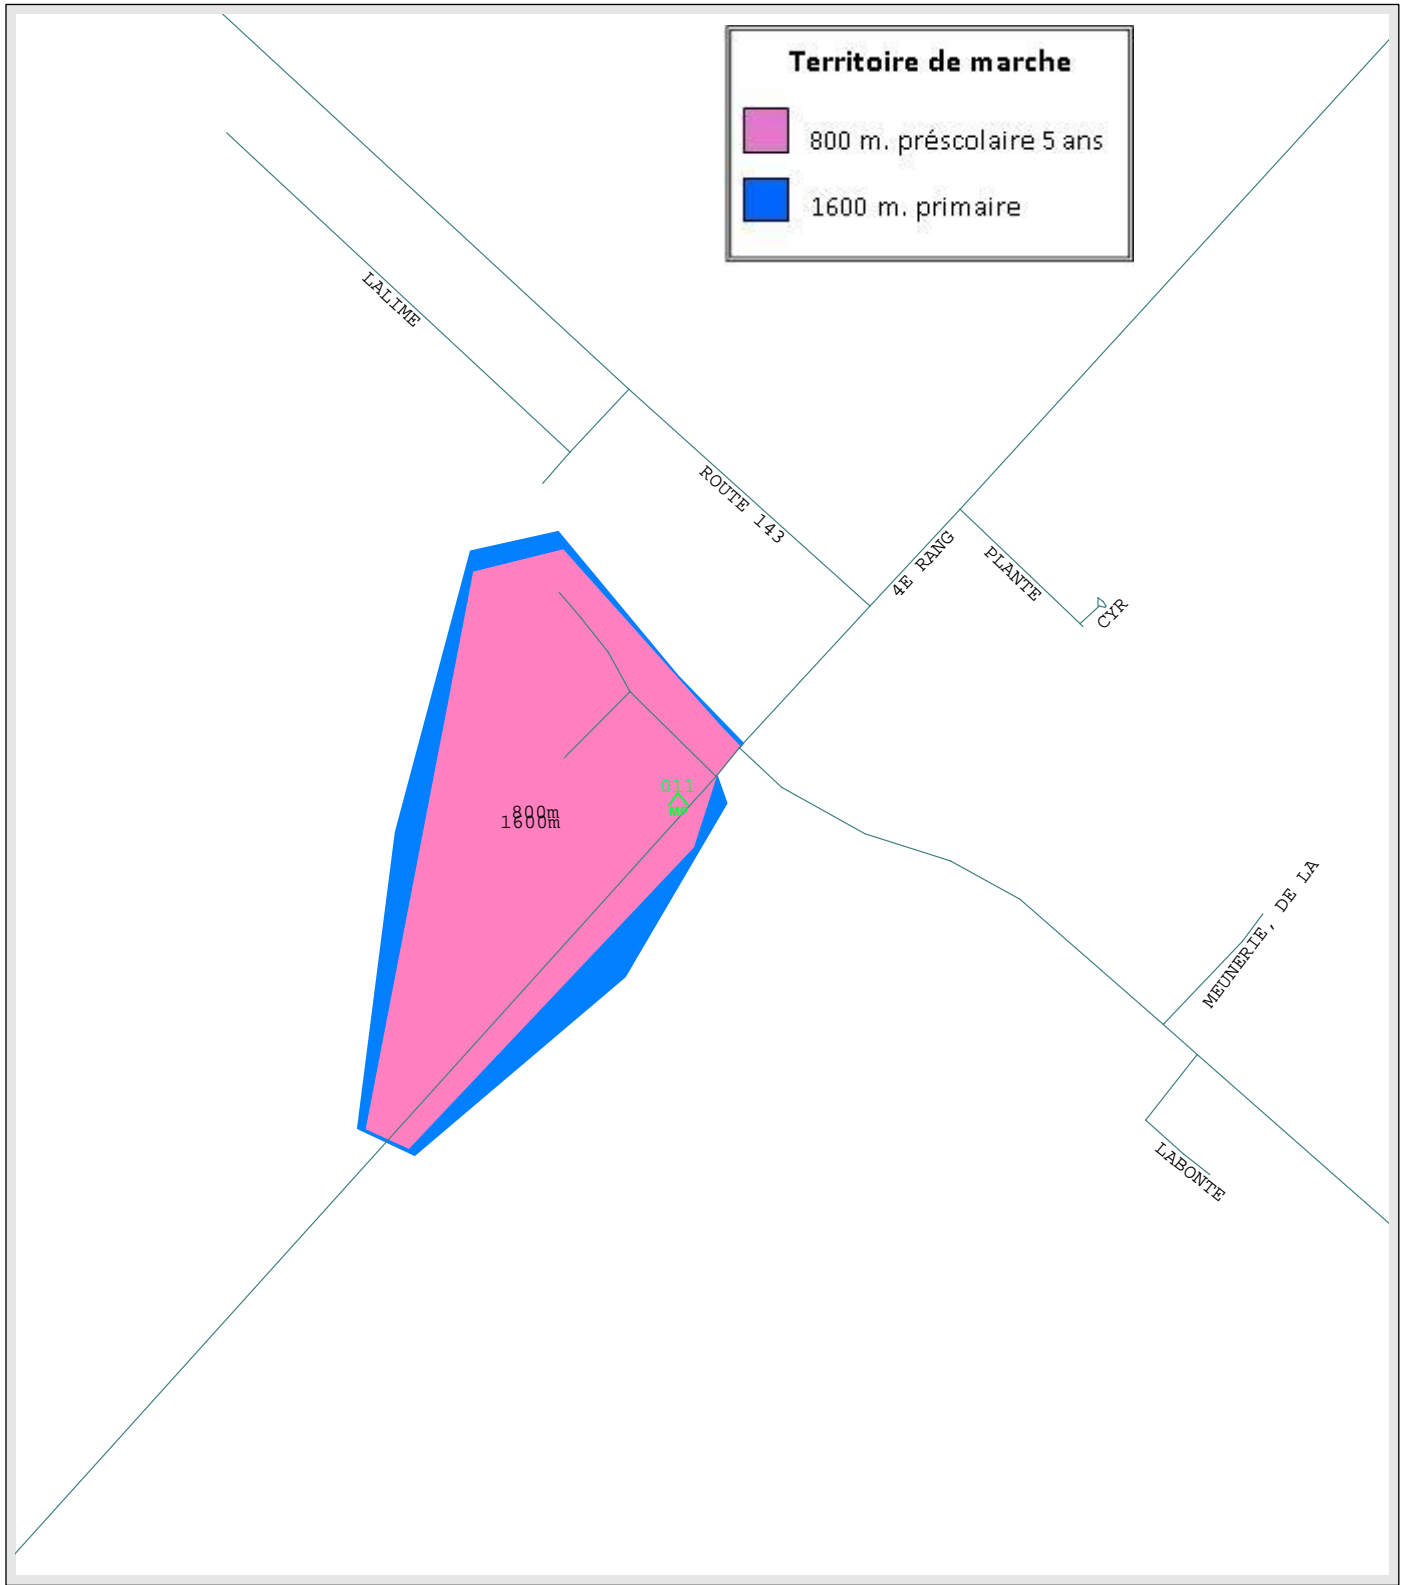 Territoire de marche
800 m. préscolaire 5 ans
1600 m. primaire
LALIME
ROUTE 143
4E RANG
PLANTE
CYR
011
MP
800m
1600m
MEUNERIE, DE LA
LABONTE